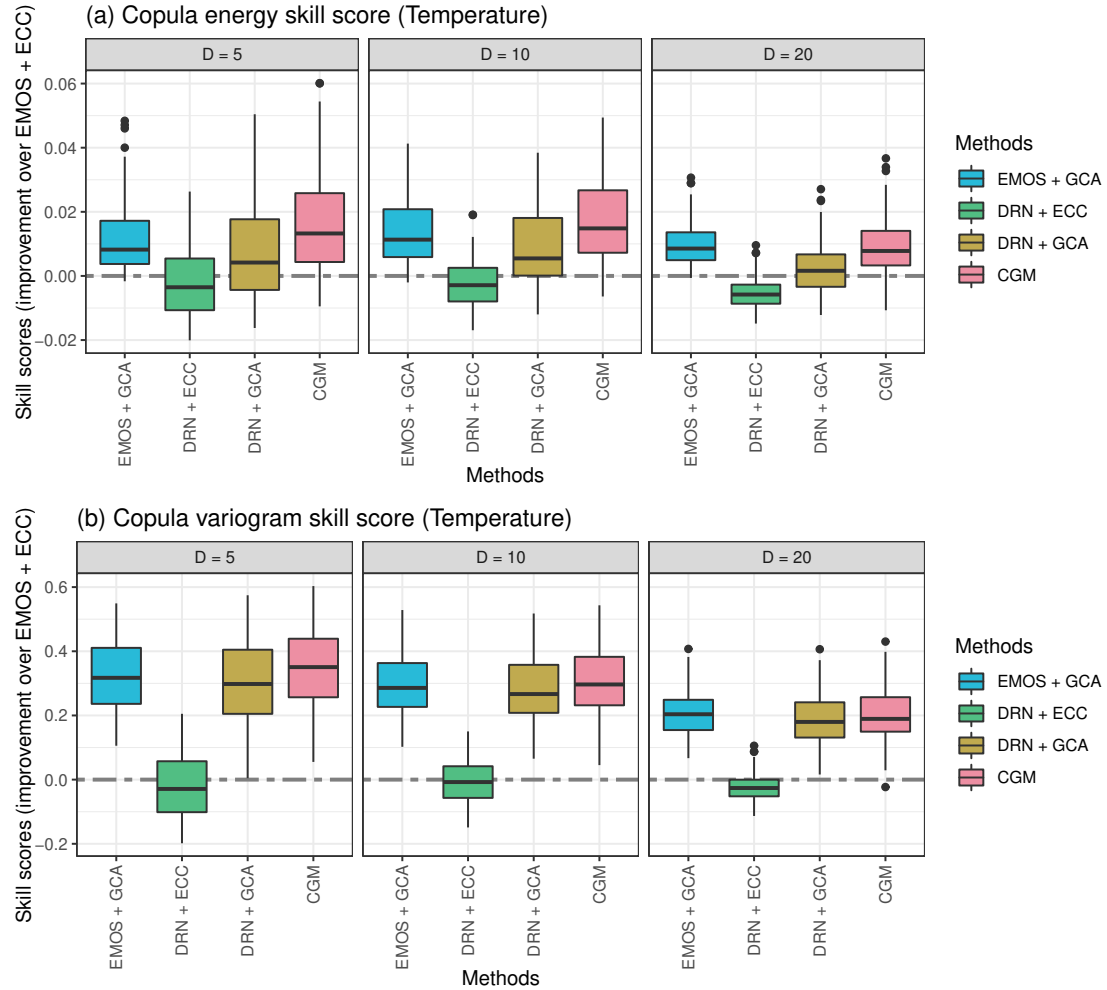 (a) Copula energy skill score (Temperature)
D = 5
D = 10
D = 20
Skill scores (improvement over EMOS + ECC)
0.06
0.04
0.02
0.00
−0.02
EMOS + GCA
DRN + ECC
DRN + GCA
CGM
EMOS + GCA
DRN + ECC
DRN + GCA
CGM
EMOS + GCA
DRN + ECC
DRN + GCA
CGM
Methods
Methods
EMOS + GCA
DRN + ECC
DRN + GCA
CGM
(b) Copula variogram skill score (Temperature)
D = 5
D = 10
D = 20
Skill scores (improvement over EMOS + ECC)
0.6
0.4
0.2
0.0
−0.2
EMOS + GCA
DRN + ECC
DRN + GCA
CGM
EMOS + GCA
DRN + ECC
DRN + GCA
CGM
EMOS + GCA
DRN + ECC
DRN + GCA
CGM
Methods
Methods
EMOS + GCA
DRN + ECC
DRN + GCA
CGM